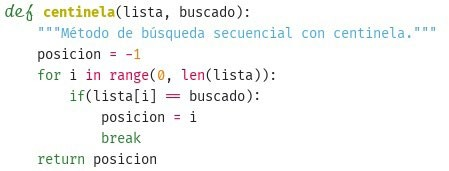 def centinela(lista, buscado):
    """Método de búsqueda secuencial con centinela."""
    posicion = -1
    for i in range(0, len(lista)):
        if(lista[i] == buscado):
            posicion = i
            break
    return posicion